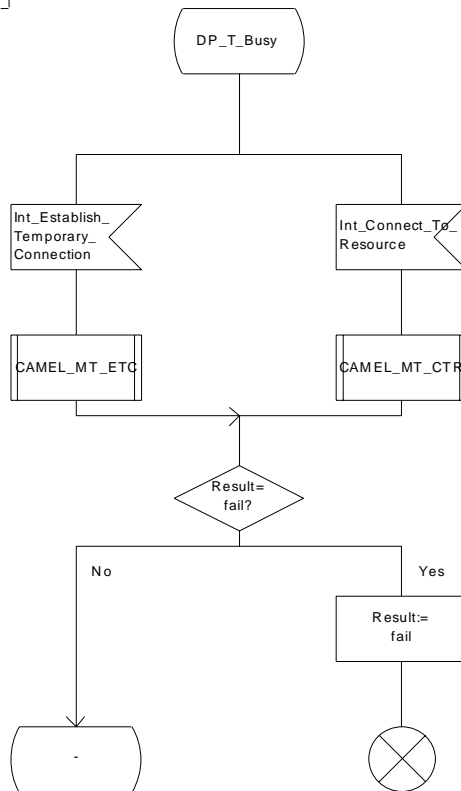 DP_T_Busy
Int_Establish_
Temporary_
Connection
Int_Connect_To_
Resource
CAMEL_MT_ETC
CAMEL_MT_CTR
Result=
fail?
No
Yes
Result:=
fail
-